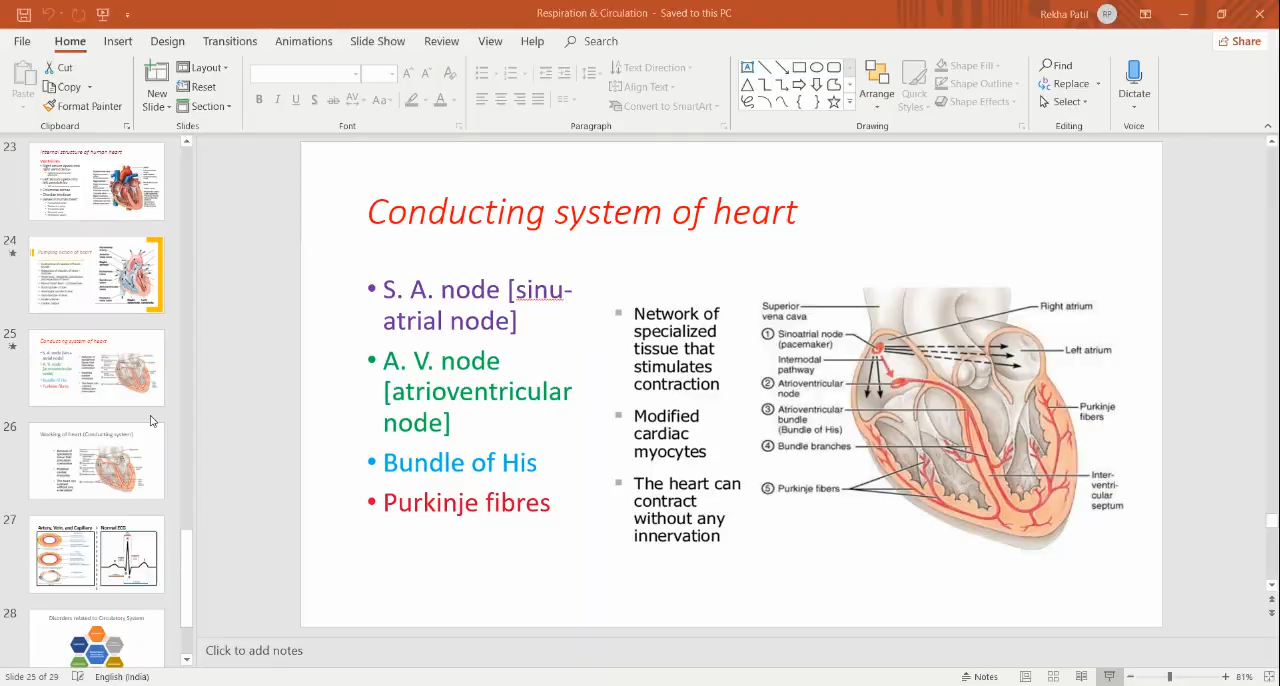 Respiration & Circulation - Saved to this PC
Rekha Patil
RP
File Home Insert Design Transitions Animations Slide Show Review View Help Search
Share
Paste
Cut
Copy
Format Painter
Clipboard
New
Slide
Layout
Reset
Section
Slides
B I U S ab AV Aa A
Font
Text Direction
Align Text
Convert to SmartArt
Paragraph
Arrange
Quick
Styles
Shape Fill
Shape Outline
Shape Effects
Drawing
Find
Replace
Select
Editing
Dictate
Voice
23
Internal structure of human heart
24
Pumping action of heart
25
Conducting system of heart
26
Working of heart (Conducting system)
27
Artery, Vein, and Capillary
Normal ECG
28
Disorders related to Circulatory System
Conducting system of heart
• S. A. node [sinu-
atrial node]
• A. V. node
[atrioventricular
node]
• Bundle of His
• Purkinje fibres
Network of
specialized
tissue that
stimulates
contraction
Modified
cardiac
myocytes
The heart can
contract
without any
innervation
Superior
vena cava
1 Sinoatrial node
(pacemaker)
Internodal
pathway
2 Atrioventricular
node
3 Atrioventricular
bundle
(Bundle of His)
4 Bundle branches
5 Purkinje fibers
Right atrium
Left atrium
Purkinje
fibers
Inter-
ventri-
cular
septum
Click to add notes
Slide 25 of 29
English (India)
Notes
81%